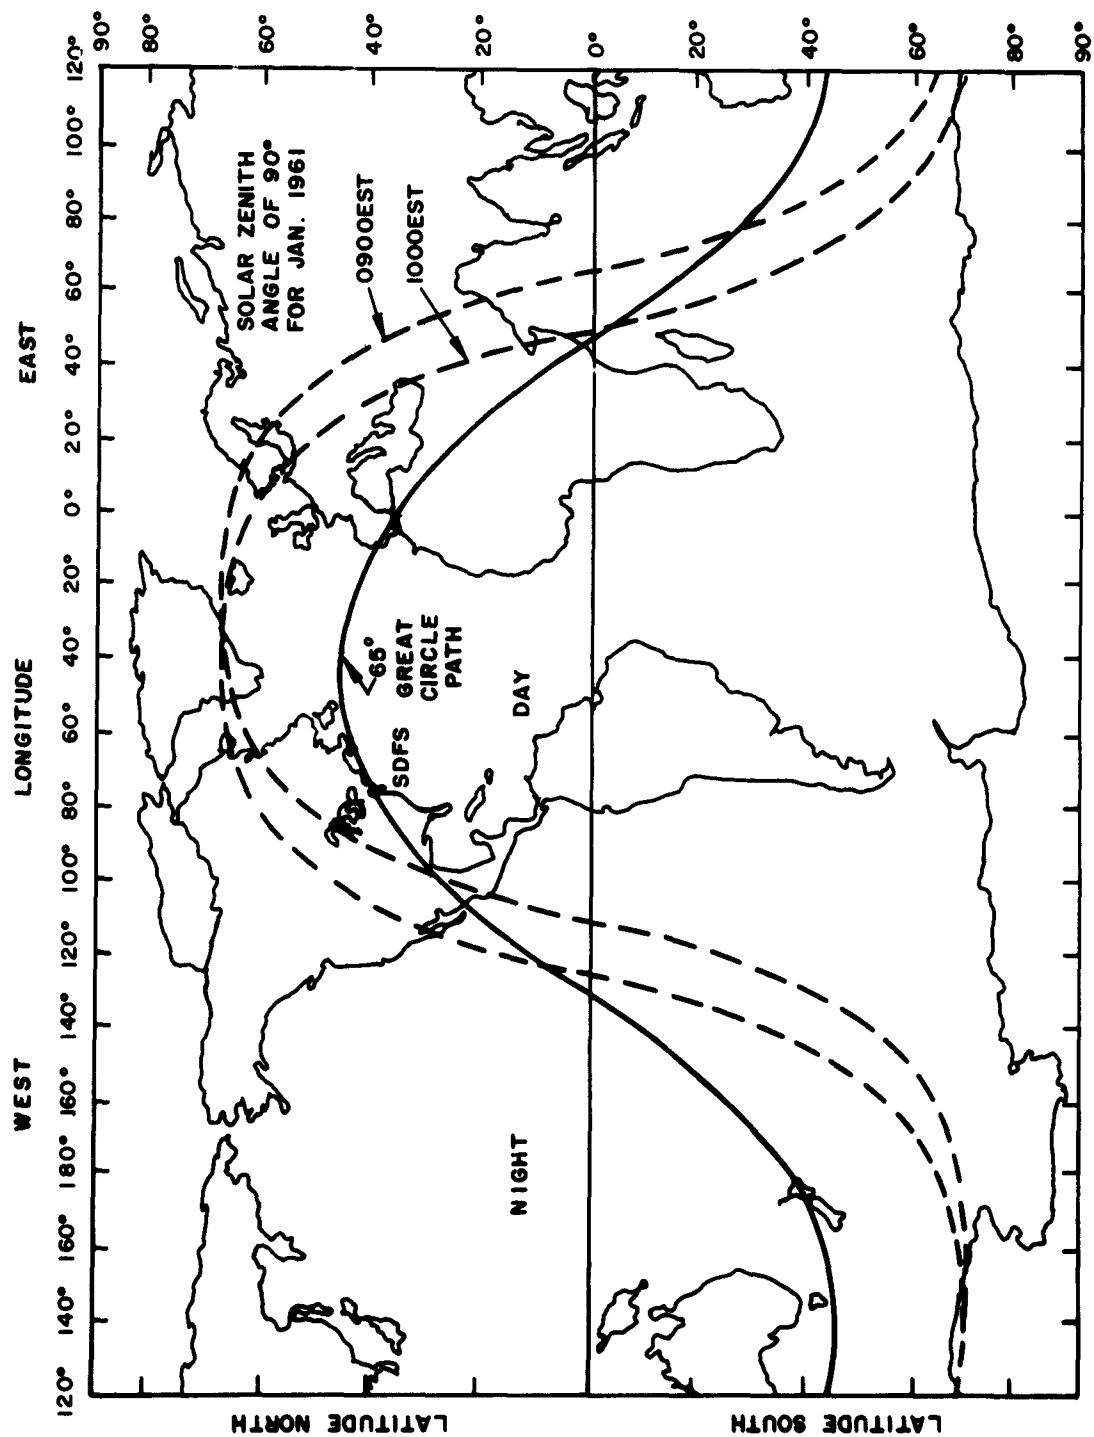 WEST LONGITUDE EAST
120° 140° 160° 180° 160° 140° 120° 100° 80° 60° 40° 20° 0° 20° 40° 60° 80° 100° 120°
90°
80°
60°
40°
20°
0°
20°
40°
60°
80°
90°
LATITUDE NORTH
LATITUDE SOUTH
SOLAR ZENITH
ANGLE OF 90°
FOR JAN. 1961
0900EST
1000EST
65°
GREAT
CIRCLE
PATH
SDFS
DAY
NIGHT